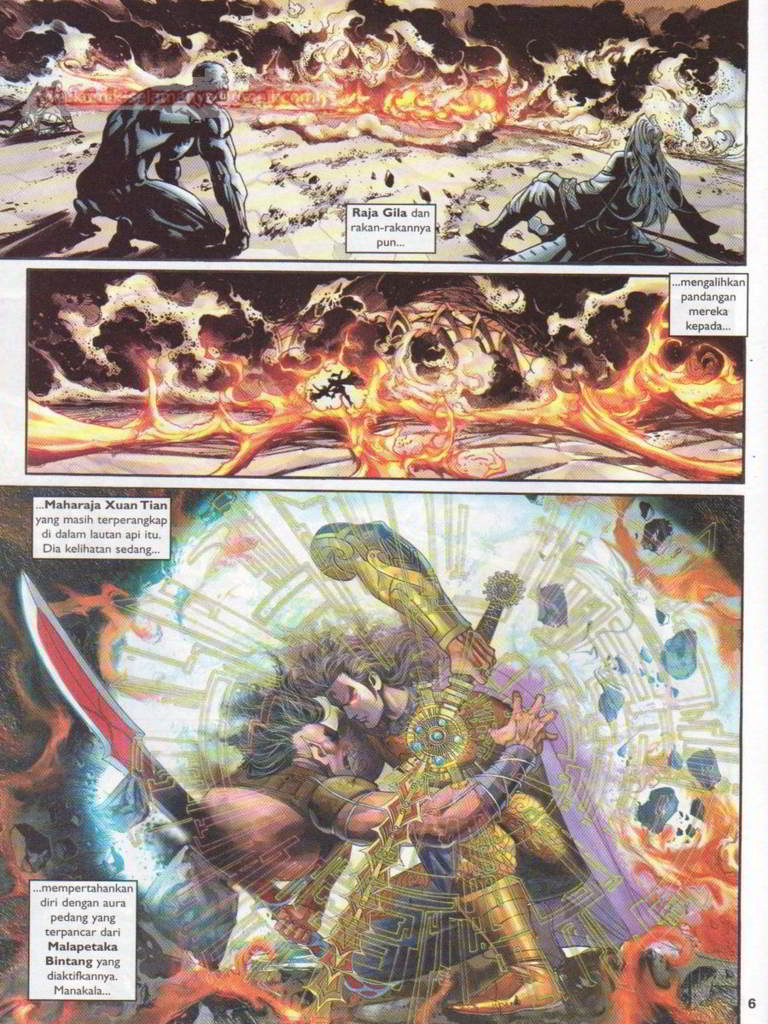 Raja Gila dan
rakan-rakannya
pun...
...mengalihkan
pandangan
mereka
kepada...
...Maharaja Xuan Tian
yang masih terperangkap
di dalam lautan api itu.
Dia kelihatan sedang...
...mempertahankan
diri dengan aura
pedang yang
terpancar dari
Malapetaka
Bintang yang
diaktifkannya.
Manakala...
6